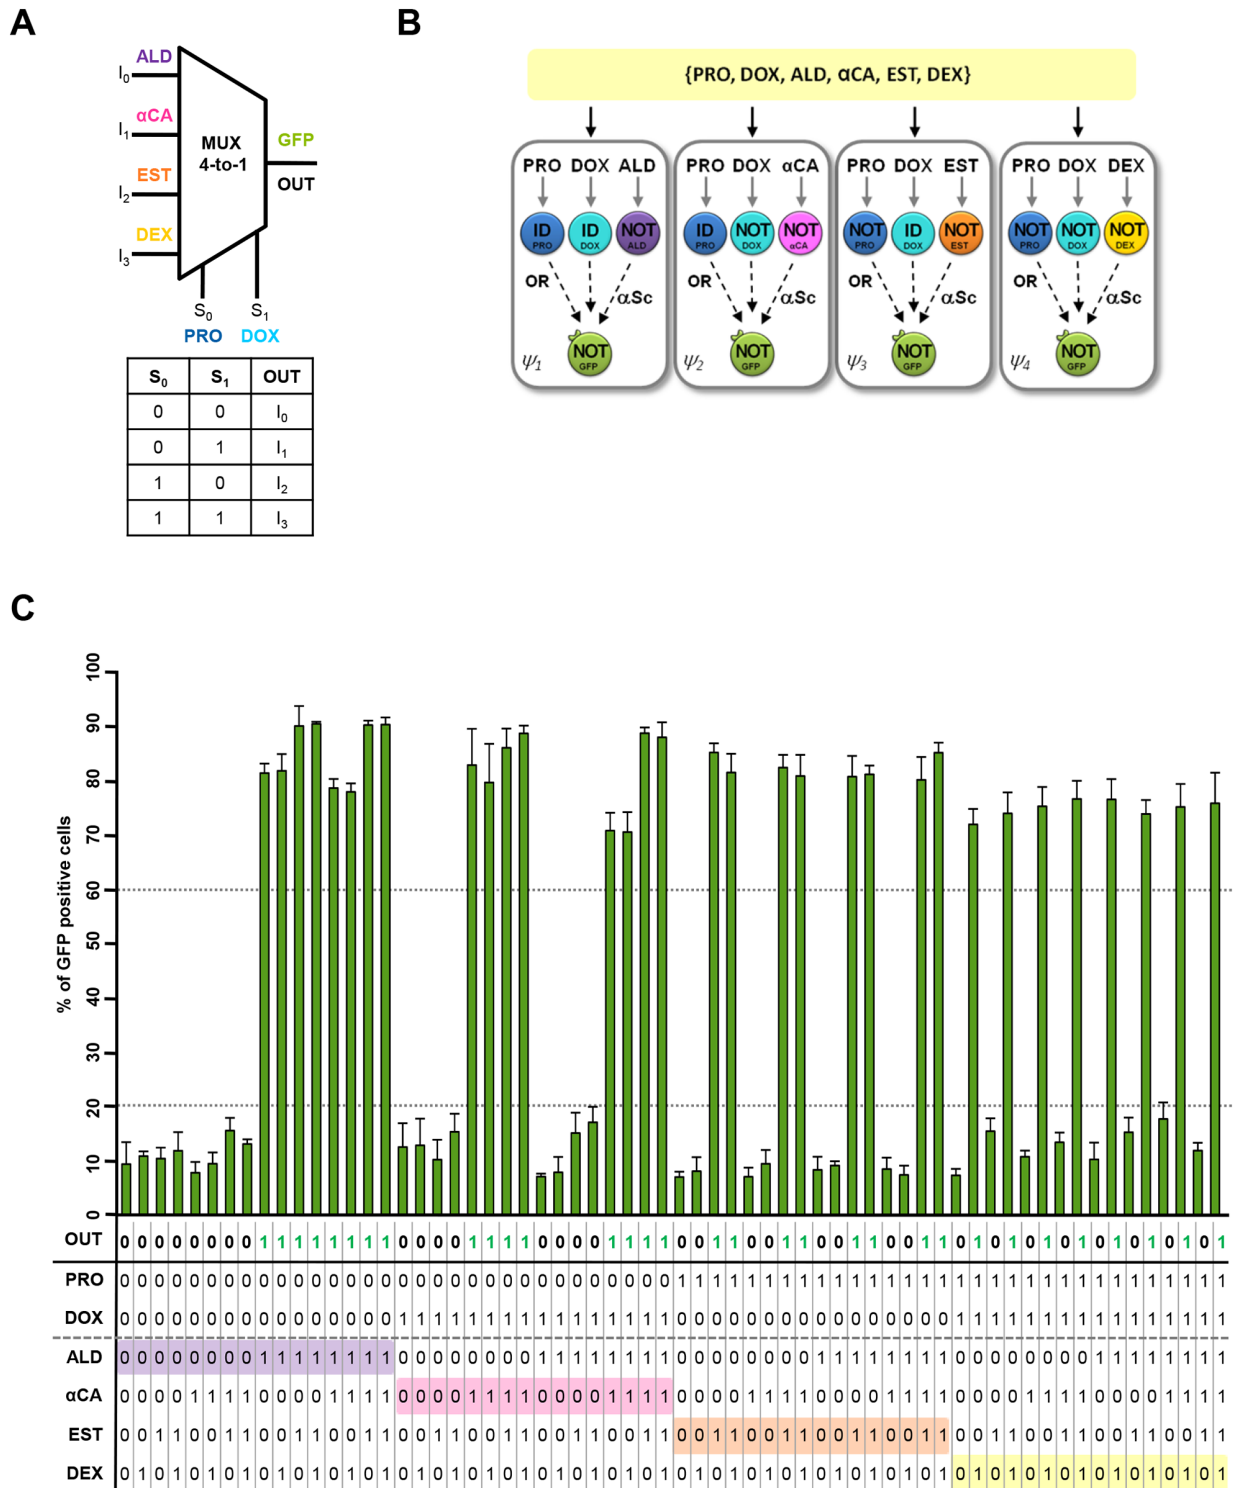 A
ALD
I0
αCA
I1
EST
I2
DEX
I3
MUX
4-to-1
GFP
OUT
S0 S1
PRO DOX
S0 S1 OUT
0 0 I0
0 1 I1
1 0 I2
1 1 I3
B
{PRO, DOX, ALD, αCA, EST, DEX}
PRO DOX ALD
ID PRO ID DOX NOT ALD
OR αSc
NOT GFP
ψ1
PRO DOX αCA
ID PRO NOT DOX NOT αCA
OR αSc
NOT GFP
ψ2
PRO DOX EST
NOT PRO ID DOX NOT EST
OR αSc
NOT GFP
ψ3
PRO DOX DEX
NOT PRO NOT DOX NOT DEX
OR αSc
NOT GFP
ψ4
C
% of GFP positive cells
100
90
80
70
60
50
40
30
20
10
0
OUT 0 0 0 0 0 0 0 0 1 1 1 1 1 1 1 1 0 0 0 0 1 1 1 1 0 0 0 0 1 1 1 1 0 0 1 1 0 0 1 1 0 0 1 1 0 0 1 1 0 1 0 1 0 1 0 1 0 1 0 1 0 1 0 1
PRO 0 0 0 0 0 0 0 0 0 0 0 0 0 0 0 0 0 0 0 0 0 0 0 0 0 0 0 0 0 0 0 0 1 1 1 1 1 1 1 1 1 1 1 1 1 1 1 1 1 1 1 1 1 1 1 1 1 1 1 1 1 1 1 1
DOX 0 0 0 0 0 0 0 0 0 0 0 0 0 0 0 0 1 1 1 1 1 1 1 1 1 1 1 1 1 1 1 1 0 0 0 0 0 0 0 0 0 0 0 0 0 0 0 0 1 1 1 1 1 1 1 1 1 1 1 1 1 1 1 1
ALD 0 0 0 0 0 0 0 0 1 1 1 1 1 1 1 1 0 0 0 0 0 0 0 0 1 1 1 1 1 1 1 1 0 0 0 0 0 0 0 0 1 1 1 1 1 1 1 1 0 0 0 0 0 0 0 0 1 1 1 1 1 1 1 1
αCA 0 0 0 0 1 1 1 1 0 0 0 0 1 1 1 1 0 0 0 0 1 1 1 1 0 0 0 0 1 1 1 1 0 0 0 0 1 1 1 1 0 0 0 0 1 1 1 1 0 0 0 0 1 1 1 1 0 0 0 0 1 1 1 1
EST 0 0 1 1 0 0 1 1 0 0 1 1 0 0 1 1 0 0 1 1 0 0 1 1 0 0 1 1 0 0 1 1 0 0 1 1 0 0 1 1 0 0 1 1 0 0 1 1 0 0 1 1 0 0 1 1 0 0 1 1 0 0 1 1
DEX 0 1 0 1 0 1 0 1 0 1 0 1 0 1 0 1 0 1 0 1 0 1 0 1 0 1 0 1 0 1 0 1 0 1 0 1 0 1 0 1 0 1 0 1 0 1 0 1 0 1 0 1 0 1 0 1 0 1 0 1 0 1 0 1